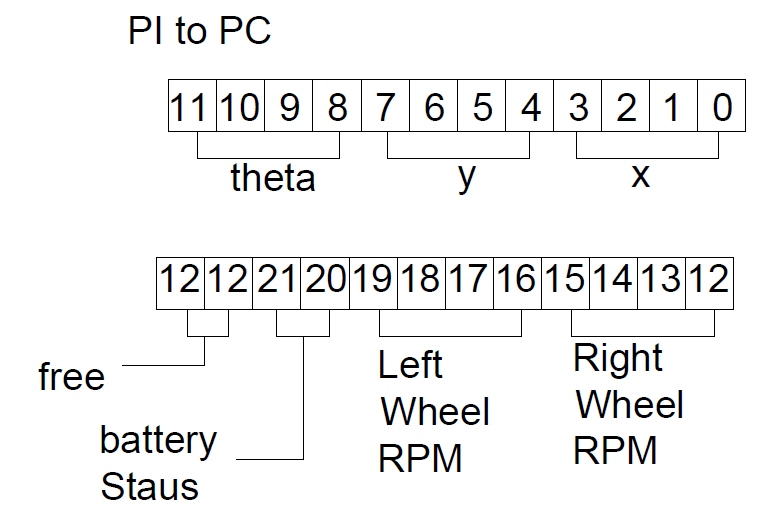 PI to PC
11 10 9 8 7 6 5 4 3 2 1 0
theta y x
12 12 21 20 19 18 17 16 15 14 13 12
free
battery
Staus
Left
Wheel
RPM
Right
Wheel
RPM